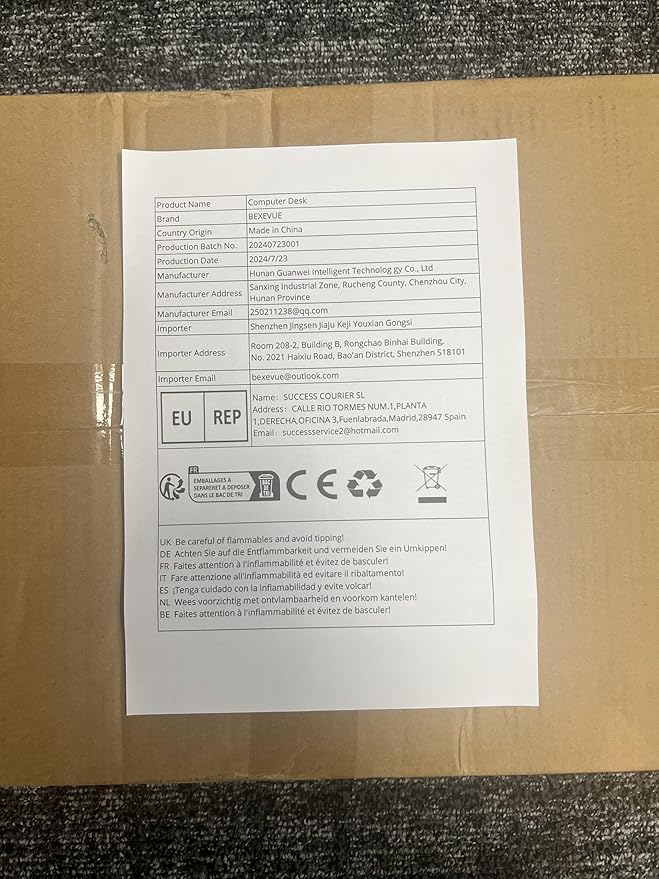 Product Name Computer Desk
Brand BEXEVUE
Country Origin Made in China
Production Batch No. 20240723001
Production Date 2024/7/23
Manufacturer Hunan Guanwei Intelligent Technolog gy Co., Ltd
Manufacturer Address Sanxing Industrial Zone, Rucheng County, Chenzhou City,
Hunan Province
Manufacturer Email 250211238@qq.com
Importer Shenzhen Jingsen Jiaju Keji Youxian Gongsi
Importer Address Room 208-2, Building B, Rongchao Binhai Building,
No. 2021 Haixiu Road, Bao'an District, Shenzhen 518101
Importer Email bexevue@outlook.com
EU REP
Name: SUCCESS COURIER SL
Address: CALLE RIO TORMES NUM.1,PLANTA
1,DERECHA,OFICINA 3,Fuenlabrada,Madrid,28947 Spain
Email: successservice2@hotmail.com
FR
EMBALLAGES A
SEPARERET A DEPOSER
DANS LE BAC DE TRI
BAC
DE
TRI
CE
UK Be careful of flammables and avoid tipping!
DE Achten Sie auf die Entflammbarkeit und vermeiden Sie ein Umkippen!
FR Faites attention à l'inflammabilité et évitez de basculer!
IT Fare attenzione all'infiammabilità ed evitare il ribaltamento!
ES ¡Tenga cuidado con la inflamabilidad y evite volcar!
NL Wees voorzichtig met ontvlambaarheid en voorkom kantelen!
BE Faites attention à l'inflammabilité et évitez de basculer!